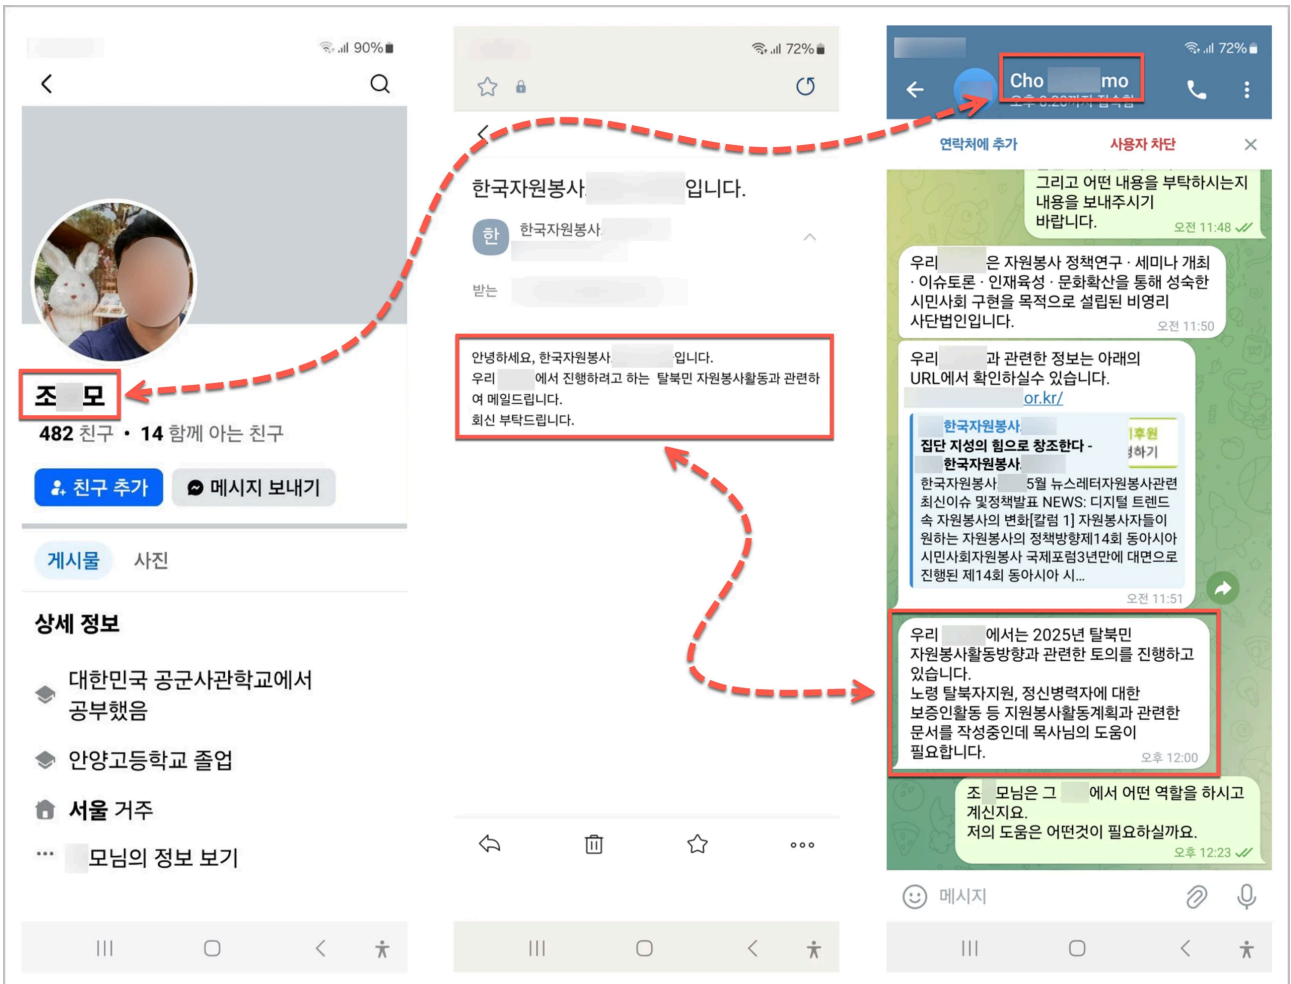 90%
조 모
482 친구 • 14 함께 아는 친구
친구 추가
메시지 보내기
게시물 사진
상세 정보
대한민국 공군사관학교에서
공부했음
안양고등학교 졸업
서울 거주
모님의 정보 보기
72%
한국자원봉사 입니다.
한
한국자원봉사
받는
안녕하세요, 한국자원봉사 입니다.
우리 에서 진행하려고 하는 탈북민 자원봉사활동과 관련하
여 메일드립니다.
회신 부탁드립니다.
72%
Cho mo
연락처에 추가
사용자 차단
그리고 어떤 내용을 부탁하시는지
내용을 보내주시기
바랍니다.
오전 11:48
우리 은 자원봉사 정책연구 · 세미나 개최
· 이슈토론 · 인재육성 · 문화확산을 통해 성숙한
시민사회 구현을 목적으로 설립된 비영리
사단법인입니다.
오전 11:50
우리 과 관련한 정보는 아래의
URL에서 확인하실수 있습니다.
or.kr/
한국자원봉사
집단 지성의 힘으로 창조한다 -
한국자원봉사
후원
하기
한국자원봉사 5월 뉴스레터자원봉사관련
최신이슈 및정책발표 NEWS: 디지털 트렌드
속 자원봉사의 변화[칼럼 1] 자원봉사자들이
원하는 자원봉사의 정책방향제14회 동아시아
시민사회자원봉사 국제포럼3년만에 대면으로
진행된 제14회 동아시아 시...
오전 11:51
우리 에서는 2025년 탈북민
자원봉사활동방향과 관련한 토의를 진행하고
있습니다.
노령 탈북자지원, 정신병력자에 대한
보증인활동 등 지원봉사활동계획과 관련한
문서를 작성중인데 목사님의 도움이
필요합니다.
오후 12:00
조 모님은 그 에서 어떤 역할을 하시고
계신지요.
저의 도움은 어떤것이 필요하실까요.
오후 12:23
메시지